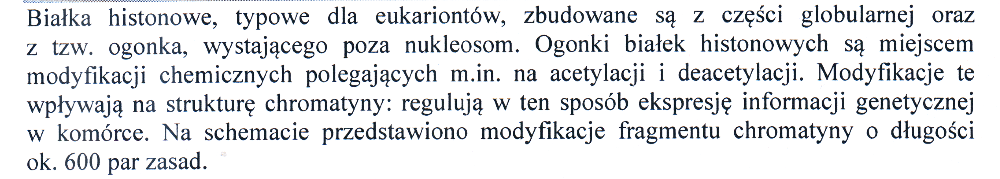 Białka histonowe, typowe dla eukariontów, zbudowane są z części globularnej oraz
z tzw. ogonka, wystającego poza nukleosom. Ogonki białek histonowych są miejscem
modyfikacji chemicznych polegających m.in. na acetylacji i deacetylacji. Modyfikacje te
wpływają na strukturę chromatyny: regulują w ten sposób ekspresję informacji genetycznej
w komórce. Na schemacie przedstawiono modyfikacje fragmentu chromatyny o długości
ok. 600 par zasad.